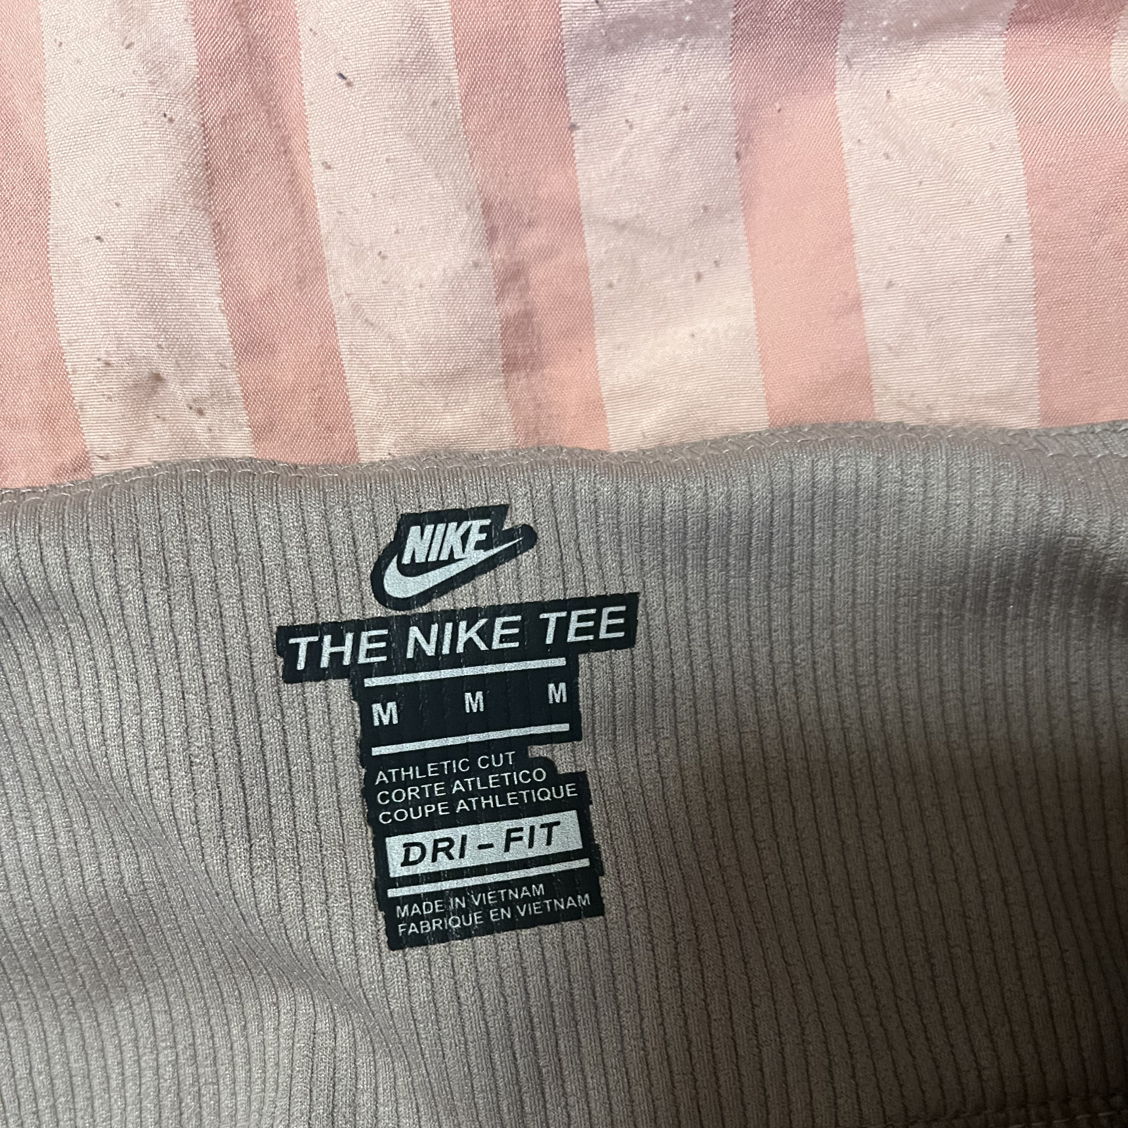 NIKE
THE NIKE TEE
M M M
ATHLETIC CUT
CORTE ATLETICO
COUPE ATHLETIQUE
DRI-FIT
MADE IN VIETNAM
FABRIQUE EN VIETNAM